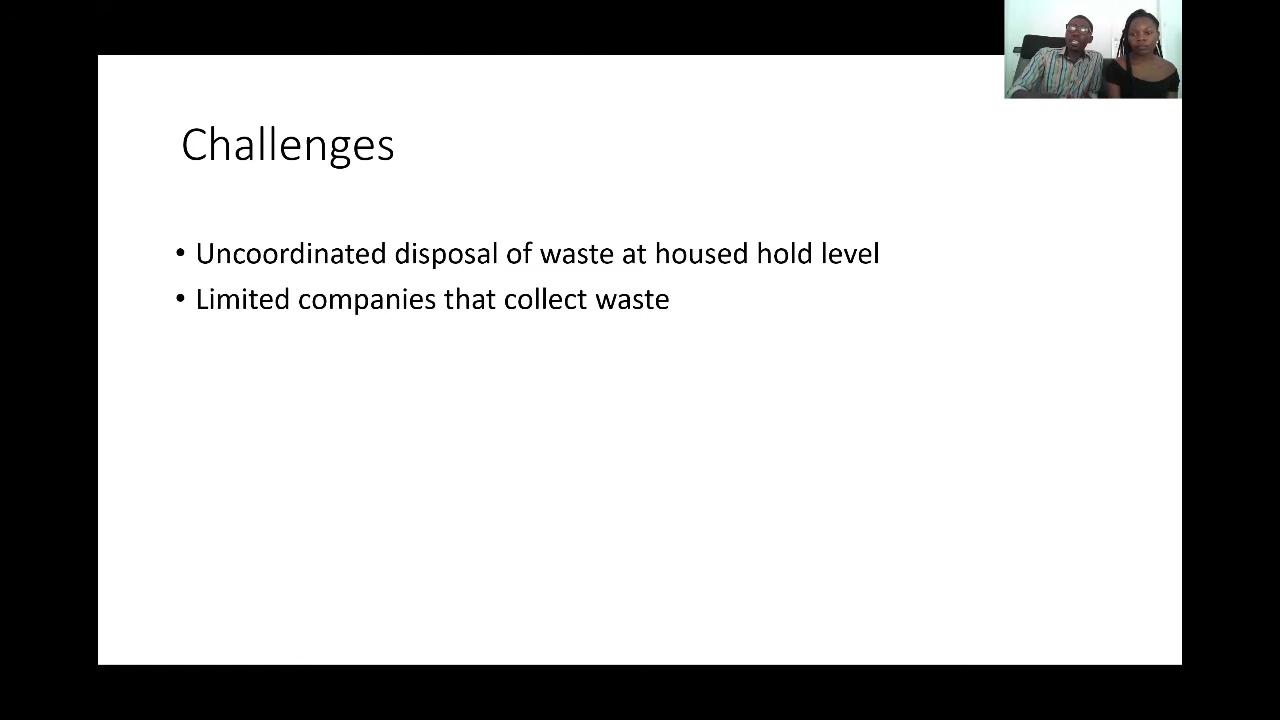 Challenges
• Uncoordinated disposal of waste at housed hold level
• Limited companies that collect waste